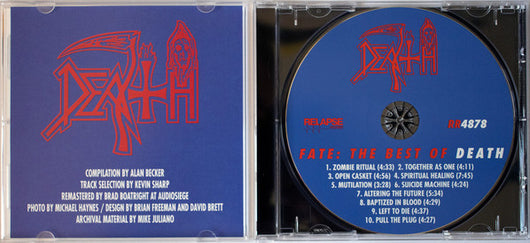 DEATH
COMPILATION BY ALAN BECKER
TRACK SELECTION BY KEVIN SHARP
REMASTERED BY BRAD BOATRIGHT AT AUDIOSIEGE
PHOTO BY MICHAEL HAYNES / DESIGN BY BRIAN FREEMAN AND DAVID BRETT
ARCHIVAL MATERIAL BY MIKE JULIANO
DEATH
RELAPSE
RR4878
FATE: THE BEST OF DEATH
1. ZOMBIE RITUAL (4:33) 2. TOGETHER AS ONE (4:10)
3. OPEN CASKET (4:56) 4. SPIRITUAL HEALING (7:45)
5. MUTILATION (3:28) 6. SUICIDE MACHINE (4:24)
7. ALTERING THE FUTURE (5:34)
8. BAPTIZED IN BLOOD (4:29)
9. LEFT TO DIE (4:37)
10. PULL THE PLUG (4:27)